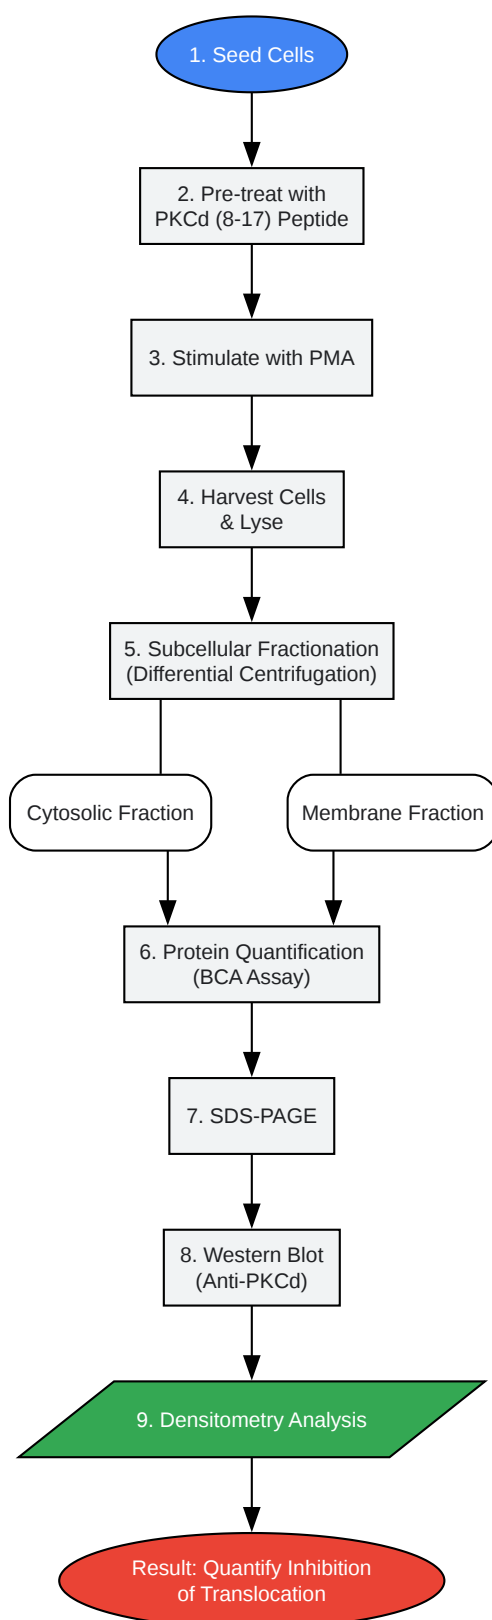 1. Seed Cells
2. Pre-treat with
PKCd (8-17) Peptide
3. Stimulate with PMA
4. Harvest Cells
& Lyse
5. Subcellular Fractionation
(Differential Centrifugation)
Cytosolic Fraction
Membrane Fraction
6. Protein Quantification
(BCA Assay)
7. SDS-PAGE
8. Western Blot
(Anti-PKCd)
9. Densitometry Analysis
Result: Quantify Inhibition
of Translocation